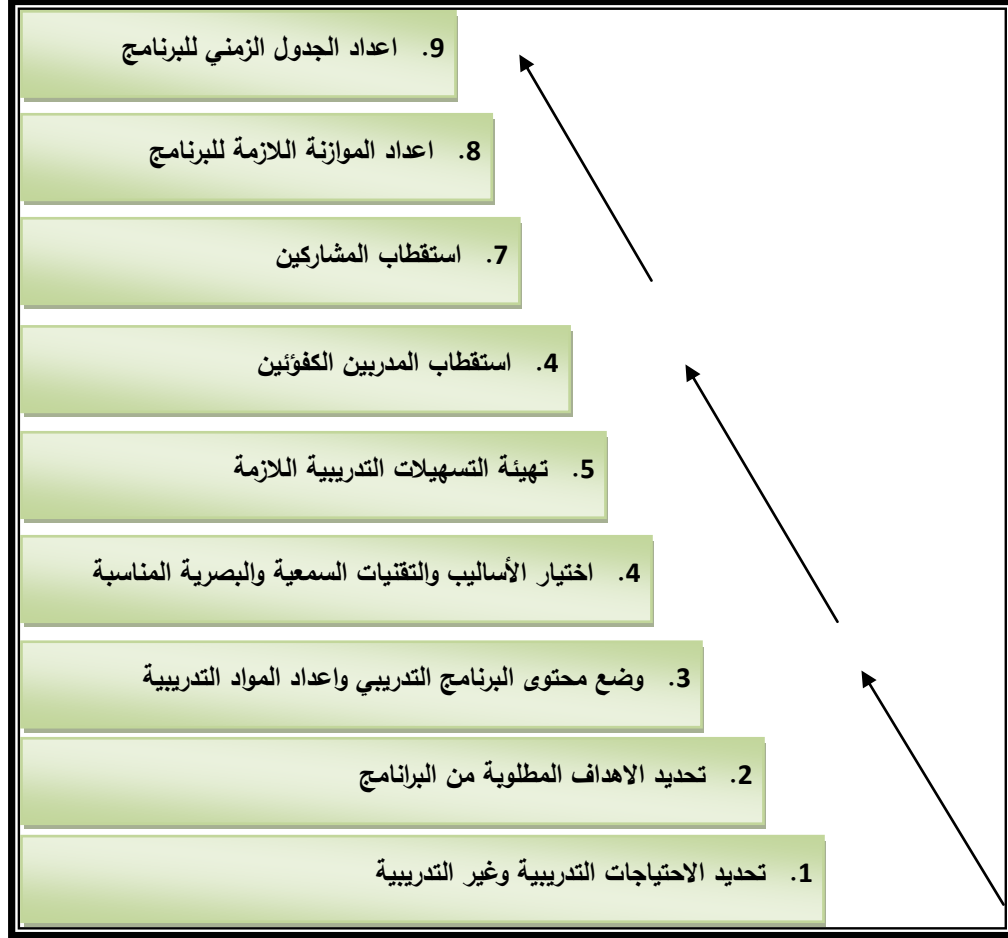 9. اعداد الجدول الزمني للبرنامج
8. اعداد الموازنة اللازمة للبرنامج
7. استقطاب المشاركين
4. استقطاب المدربين الكفؤئين
5. تهيئة التسهيلات التدريبية اللازمة
4. اختيار الأساليب والتقنيات السمعية والبصرية المناسبة
3. وضع محتوى البرنامج التدريبي واعداد المواد التدريبية
2. تحديد الاهداف المطلوبة من البرانامج
1. تحديد الاحتياجات التدريبية وغير التدريبية